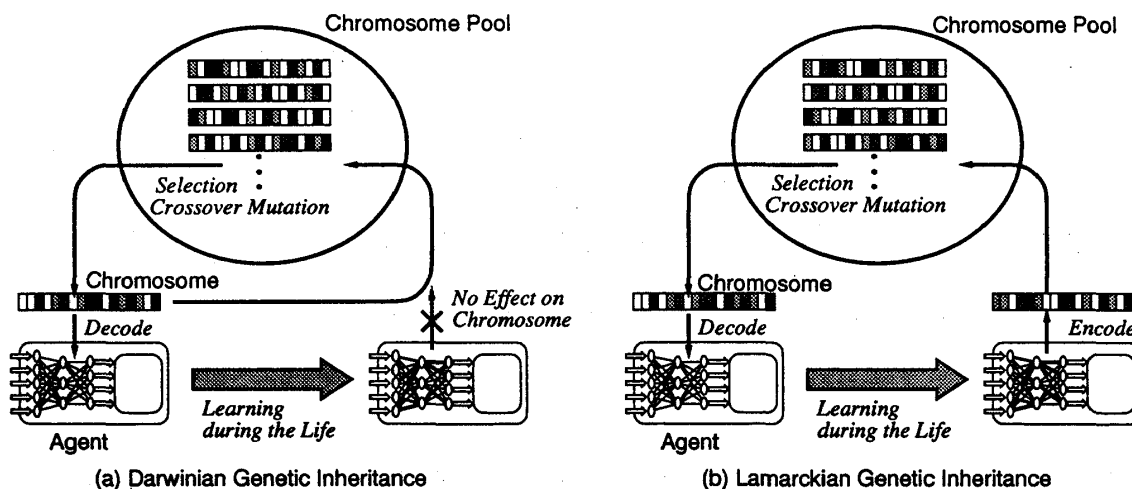 Chromosome Pool
Selection
Crossover Mutation
Chromosome
Decode
No Effect on
Chromosome
Learning
during the Life
Agent
(a) Darwinian Genetic Inheritance
Chromosome Pool
Selection
Crossover Mutation
Chromosome
Decode
Encode
Learning
during the Life
Agent
(b) Lamarckian Genetic Inheritance